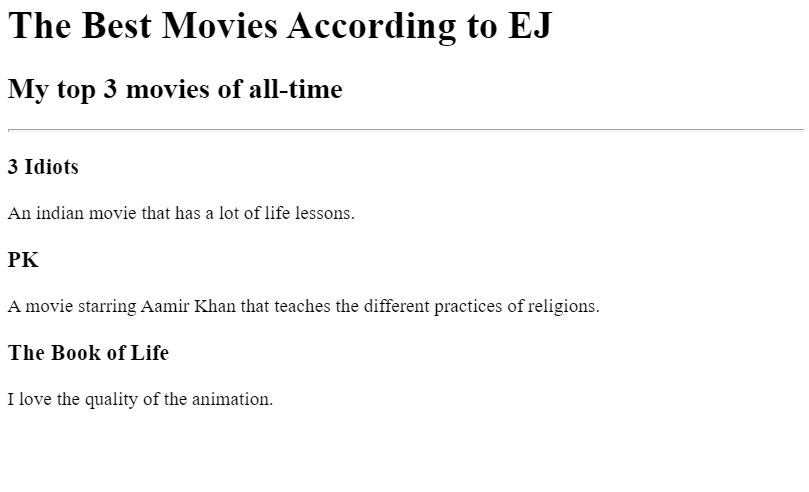 The Best Movies According to EJ
My top 3 movies of all-time
3 Idiots
An indian movie that has a lot of life lessons.
PK
A movie starring Aamir Khan that teaches the different practices of religions.
The Book of Life
I love the quality of the animation.